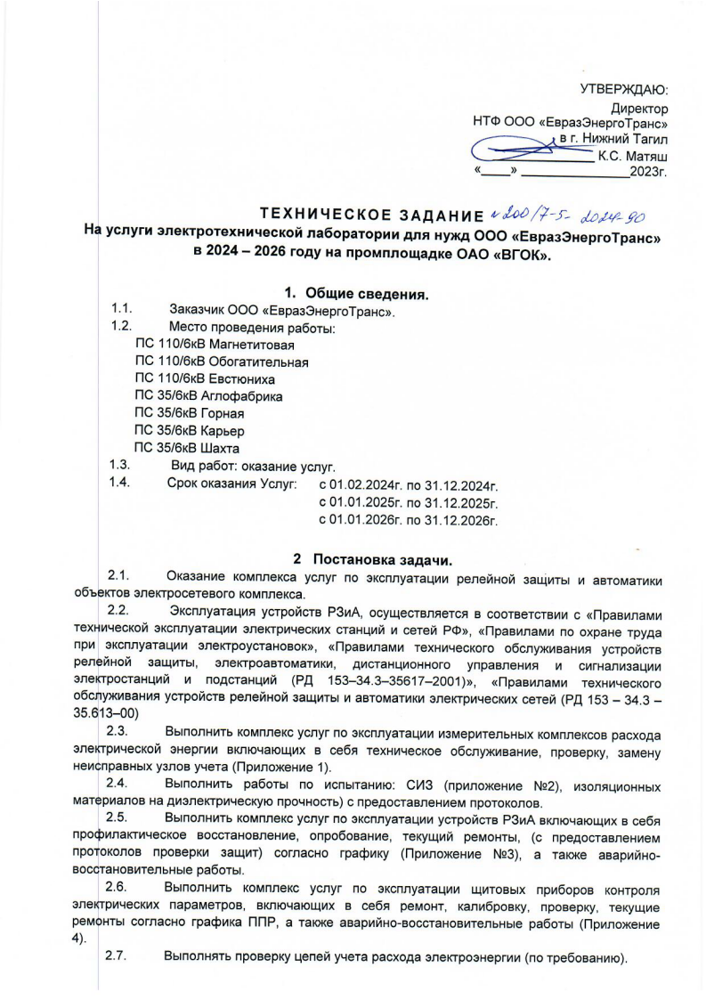 УТВЕРЖДАЮ:
Директор
НТФ ООО «ЕвразЭнергоТранс»
в г. Нижний Тагил
К.С. Матяш
«____» ________________2023г.
ТЕХНИЧЕСКОЕ ЗАДАНИЕ №200/7-5- 2024-90
На услуги электротехнической лаборатории для нужд ООО «ЕвразЭнергоТранс»
в 2024 – 2026 году на промплощадке ОАО «ВГОК».
1. Общие сведения.
1.1. Заказчик ООО «ЕвразЭнергоТранс».
1.2. Место проведения работы:
ПС 110/6кВ Магнетитовая
ПС 110/6кВ Обогатительная
ПС 110/6кВ Евстюниха
ПС 35/6кВ Аглофабрика
ПС 35/6кВ Горная
ПС 35/6кВ Карьер
ПС 35/6кВ Шахта
1.3. Вид работ: оказание услуг.
1.4. Срок оказания Услуг: с 01.02.2024г. по 31.12.2024г.
с 01.01.2025г. по 31.12.2025г.
с 01.01.2026г. по 31.12.2026г.
2 Постановка задачи.
2.1. Оказание комплекса услуг по эксплуатации релейной защиты и автоматики
объектов электросетевого комплекса.
2.2. Эксплуатация устройств РЗиА, осуществляется в соответствии с «Правилами
технической эксплуатации электрических станций и сетей РФ», «Правилами по охране труда
при эксплуатации электроустановок», «Правилами технического обслуживания устройств
релейной защиты, электроавтоматики, дистанционного управления и сигнализации
электростанций и подстанций (РД 153–34.3–35617–2001)», «Правилами технического
обслуживания устройств релейной защиты и автоматики электрических сетей (РД 153 – 34.3 –
35.613–00)
2.3. Выполнить комплекс услуг по эксплуатации измерительных комплексов расхода
электрической энергии включающих в себя техническое обслуживание, проверку, замену
неисправных узлов учета (Приложение 1).
2.4. Выполнить работы по испытанию: СИЗ (приложение №2), изоляционных
материалов на диэлектрическую прочность) с предоставлением протоколов.
2.5. Выполнить комплекс услуг по эксплуатации устройств РЗиА включающих в себя
профилактическое восстановление, опробование, текущий ремонты, (с предоставлением
протоколов проверки защит) согласно графику (Приложение №3), а также аварийно-
восстановительные работы.
2.6. Выполнить комплекс услуг по эксплуатации щитовых приборов контроля
электрических параметров, включающих в себя ремонт, калибровку, проверку, текущие
ремонты согласно графика ППР, а также аварийно-восстановительные работы (Приложение
4).
2.7. Выполнять проверку цепей учета расхода электроэнергии (по требованию).